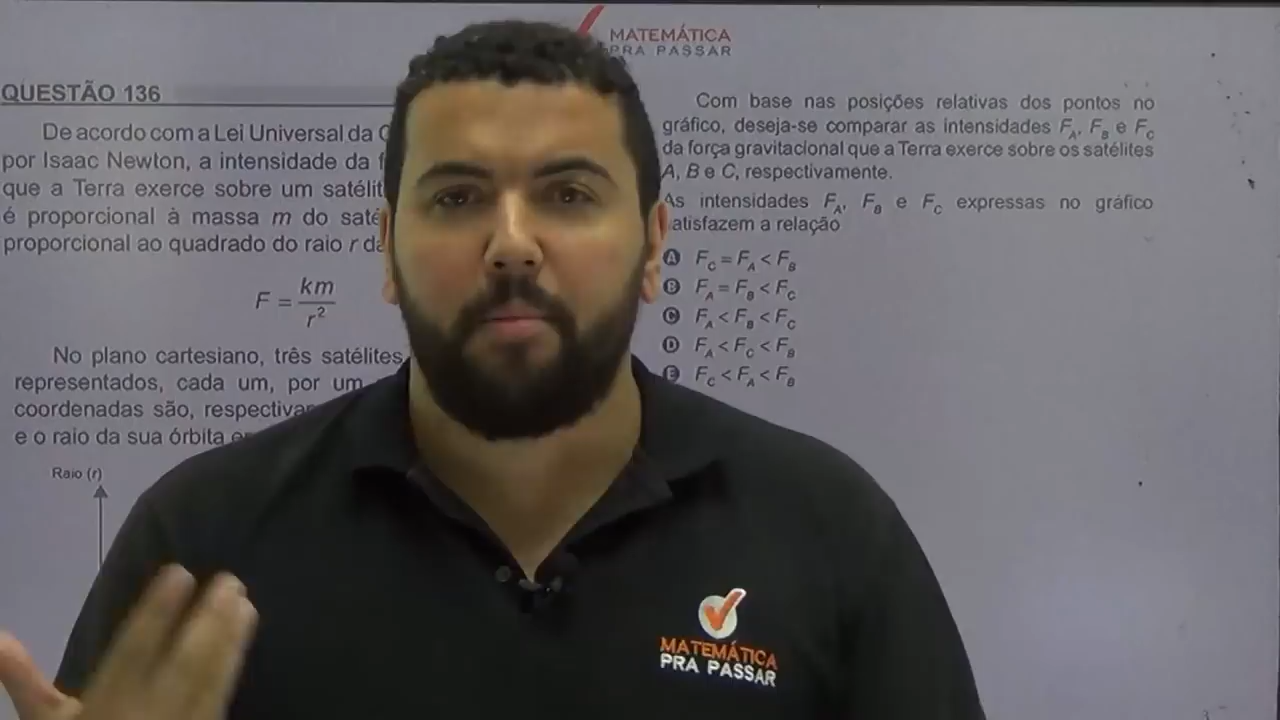 MATEMÁTICA
PRA PASSAR
QUESTÃO 136
De acordo com a Lei Universal da
por Isaac Newton, a intensidade da
que a Terra exerce sobre um
é proporcional à massa m do
proporcional ao quadrado do raio r
F = km / r²
No plano cartesiano, três satélites
representados, cada um, por um
coordenadas são,
e o raio da sua órbita
Raio (r)
Com base nas posições relativas dos pontos no
gráfico, deseja-se comparar as intensidades F_A, F_B e F_C
da força gravitacional que a Terra exerce sobre os satélites
A, B e C, respectivamente.
As intensidades F_A, F_B e F_C expressas no gráfico
atisfazem a relação
A F_C = F_A < F_B
B F_A = F_B < F_C
C F_A < F_B < F_C
D F_A < F_C < F_B
E F_C < F_A < F_B
MATEMÁTICA
PRA PASSAR